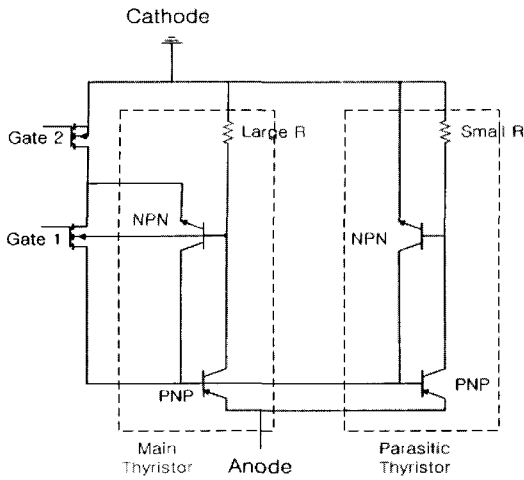 Cathode
Large R
Small R
Gate 2
NPN
NPN
Gate 1
PNP
PNP
Main
Thyristor
Anode
Parasitic
Thyristor